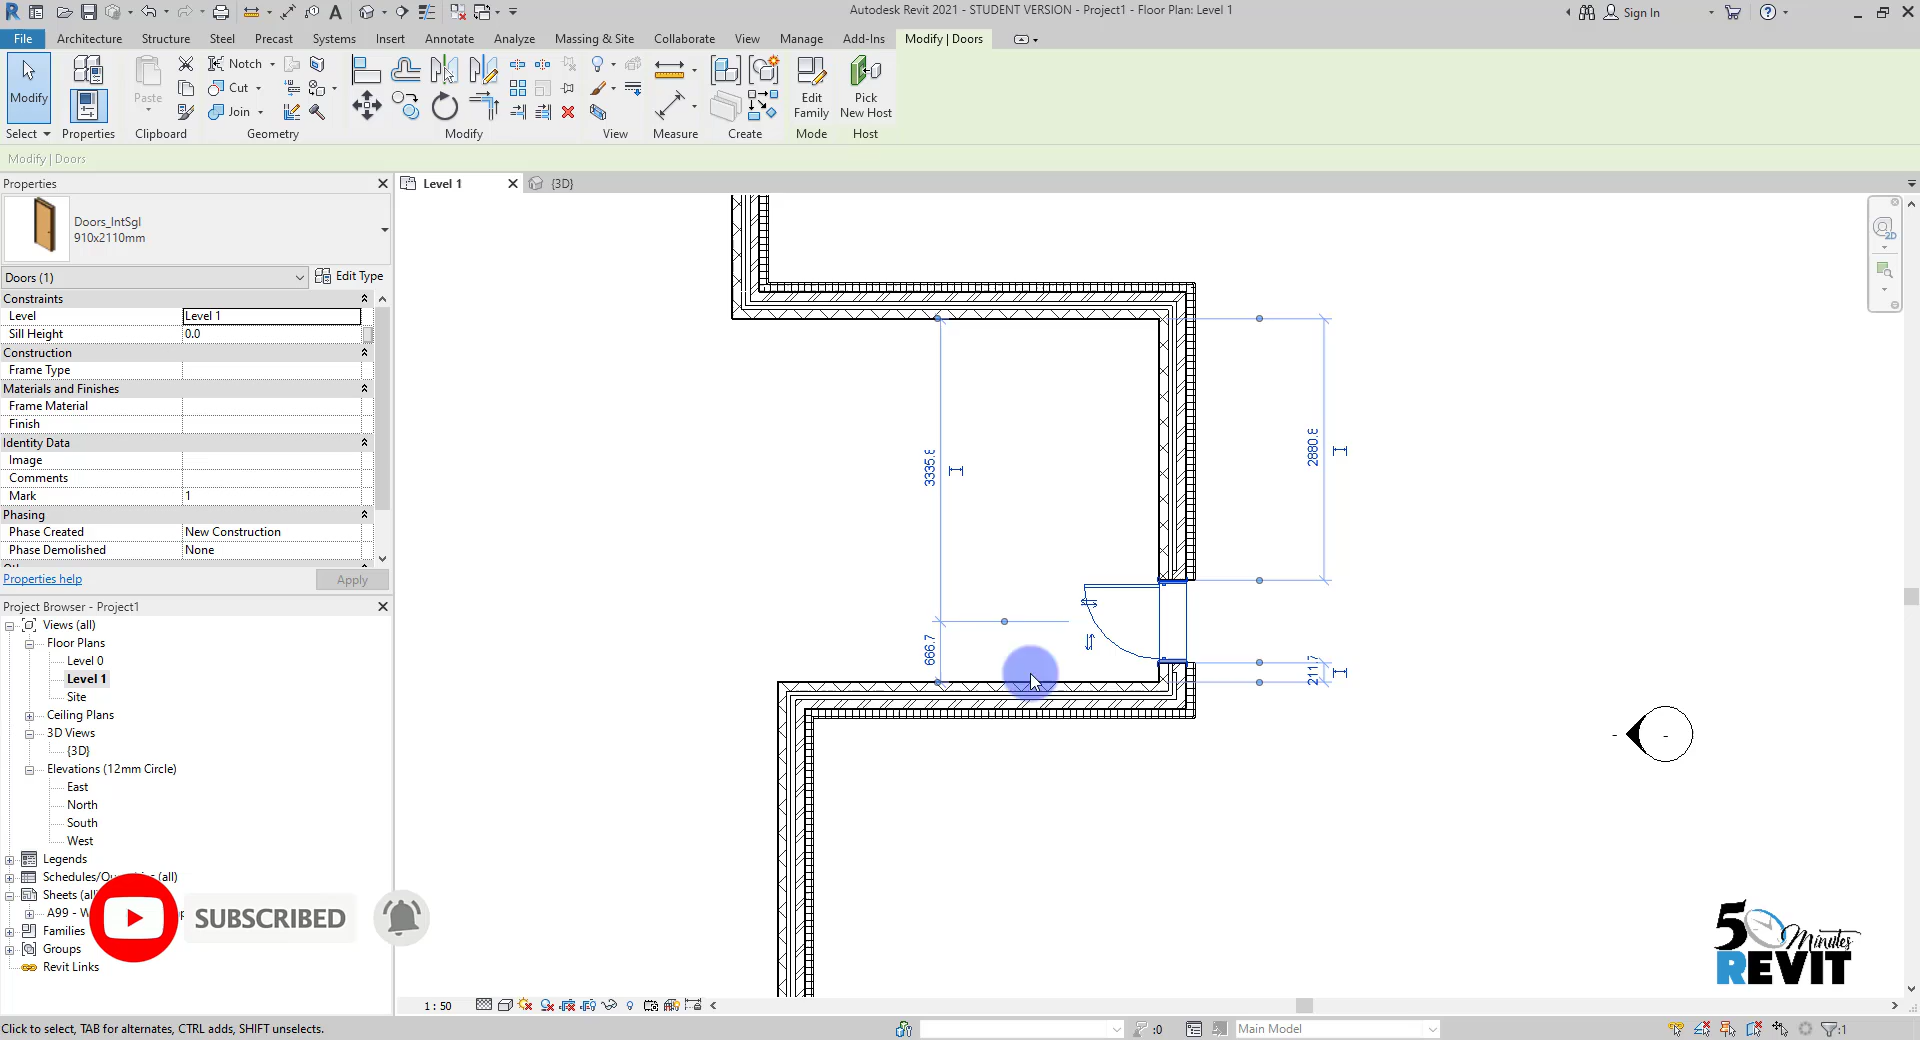 Autodesk Revit 2021 - STUDENT VERSION - Project1 - Floor Plan: Level 1
Sign In
File Architecture Structure Steel Precast Systems Insert Annotate Analyze Massing & Site Collaborate View Manage Add-Ins Modify | Doors
Modify
Paste
Notch
Cut
Join
Edit Family
Pick New Host
Select Properties Clipboard Geometry Modify View Measure Create Mode Host
Modify | Doors
Properties
Level 1
{3D}
Doors_IntSgl
910x2110mm
Doors (1)
Edit Type
Constraints
Level Level 1
Sill Height 0.0
Construction
Frame Type
Materials and Finishes
Frame Material
Finish
Identity Data
Image
Comments
Mark 1
Phasing
Phase Created New Construction
Phase Demolished None
Properties help
Apply
Project Browser - Project1
Views (all)
Floor Plans
Level 0
Level 1
Site
Ceiling Plans
3D Views
{3D}
Elevations (12mm Circle)
East
North
South
West
Legends
(all)
Sheets
A99
Families
Groups
Revit Links
SUBSCRIBED
3335.8
666.7
2880.8
211.7
2D
5 Minutes
REVIT
1 : 50
Click to select, TAB for alternates, CTRL adds, SHIFT unselects.
:0
Main Model
:1